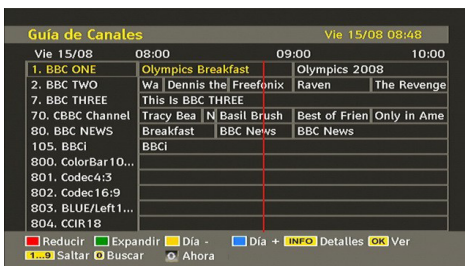 Guía de Canales Vie 15/08 08:48
Vie 15/08 08:00 09:00 10:00
1. BBC ONE Olympics Breakfast Olympics 2008
2. BBC TWO Wa Dennis the Freefonix Raven The Revenge
7. BBC THREE This Is BBC THREE
70. CBBC Channel Tracy Bea N Basil Brush Best of Frien Only in Ame
80. BBC NEWS Breakfast BBC News BBC News
105. BBCi BBCi
800. ColorBar10...
801. Codec4:3
802. Codec16:9
803. BLUE/Left1...
804. CCIR18
Reducir Expandir Día - Día + INFO Detalles OK Ver
1...9 Saltar 0 Buscar 0 Ahora